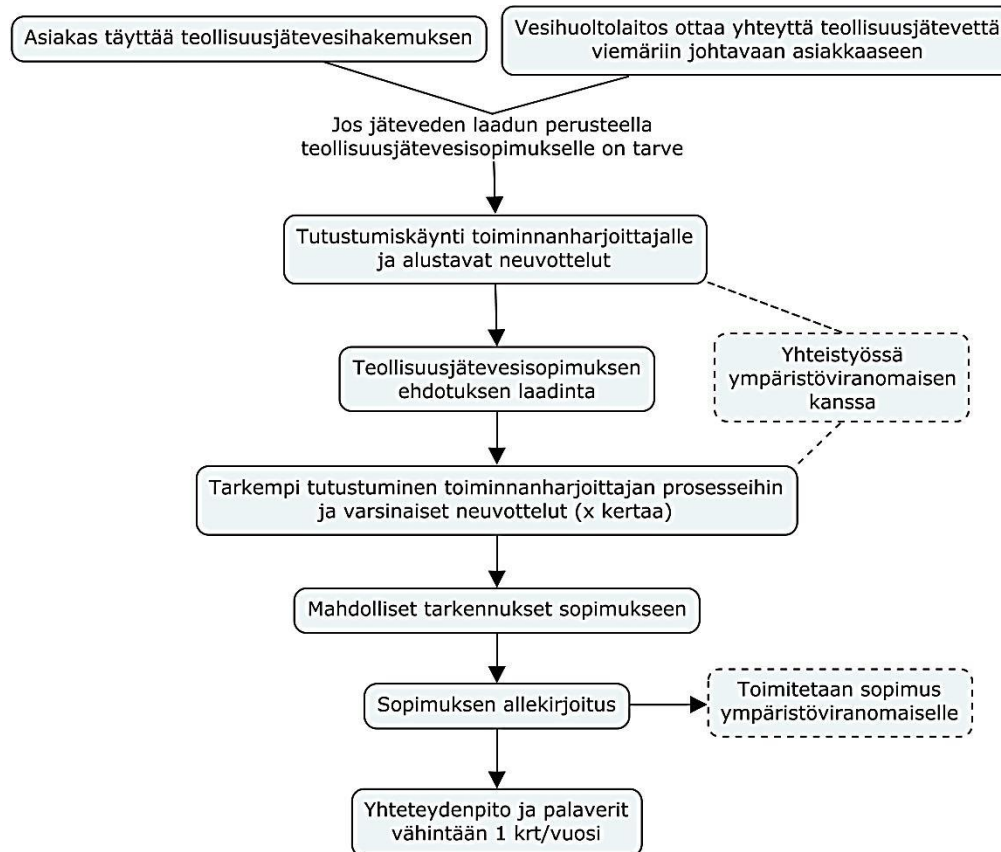 Asiakas täyttää teollisuusjätevesihakemuksen
Vesihuoltolaitos ottaa yhteyttä teollisuusjätevettä
viemäriin johtavaan asiakkaaseen
Jos jäteveden laadun perusteella
teollisuusjätevesisopimukselle on tarve
Tutustumiskäynti toiminnanharjoittajalle
ja alustavat neuvottelut
Yhteistyössä
ympäristöviranomaisen
kanssa
Teollisuusjätevesisopimuksen
ehdotuksen laadinta
Tarkempi tutustuminen toiminnanharjoittajan prosesseihin
ja varsinaiset neuvottelut (x kertaa)
Mahdolliset tarkennukset sopimukseen
Sopimuksen allekirjoitus
Toimitetaan sopimus
ympäristöviranomaiselle
Yhteteydenpito ja palaverit
vähintään 1 krt/vuosi